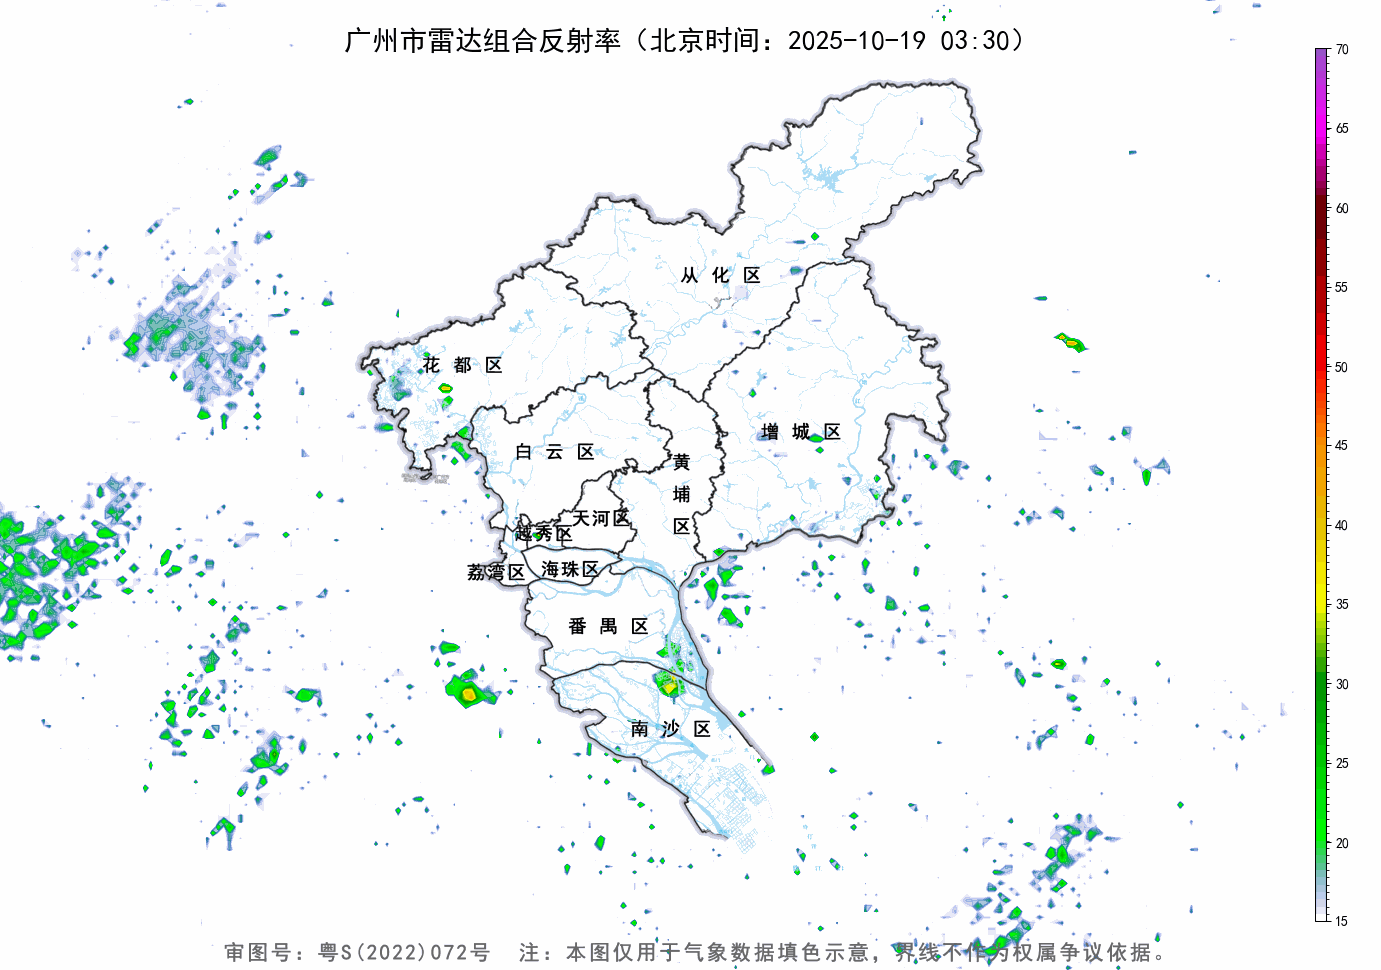 广州市雷达组合反射率（北京时间：2025-10-19 03:30）
70
65
60
55
50
45
40
35
30
25
20
15
从化区
花都区
增城区
白云区
黄埔区
天河区
越秀区
海珠区
荔湾区
番禺区
南沙区
审图号：粤S(2022)072号 注：本图仅用于气象数据填色示意，界线不作为权属争议依据。